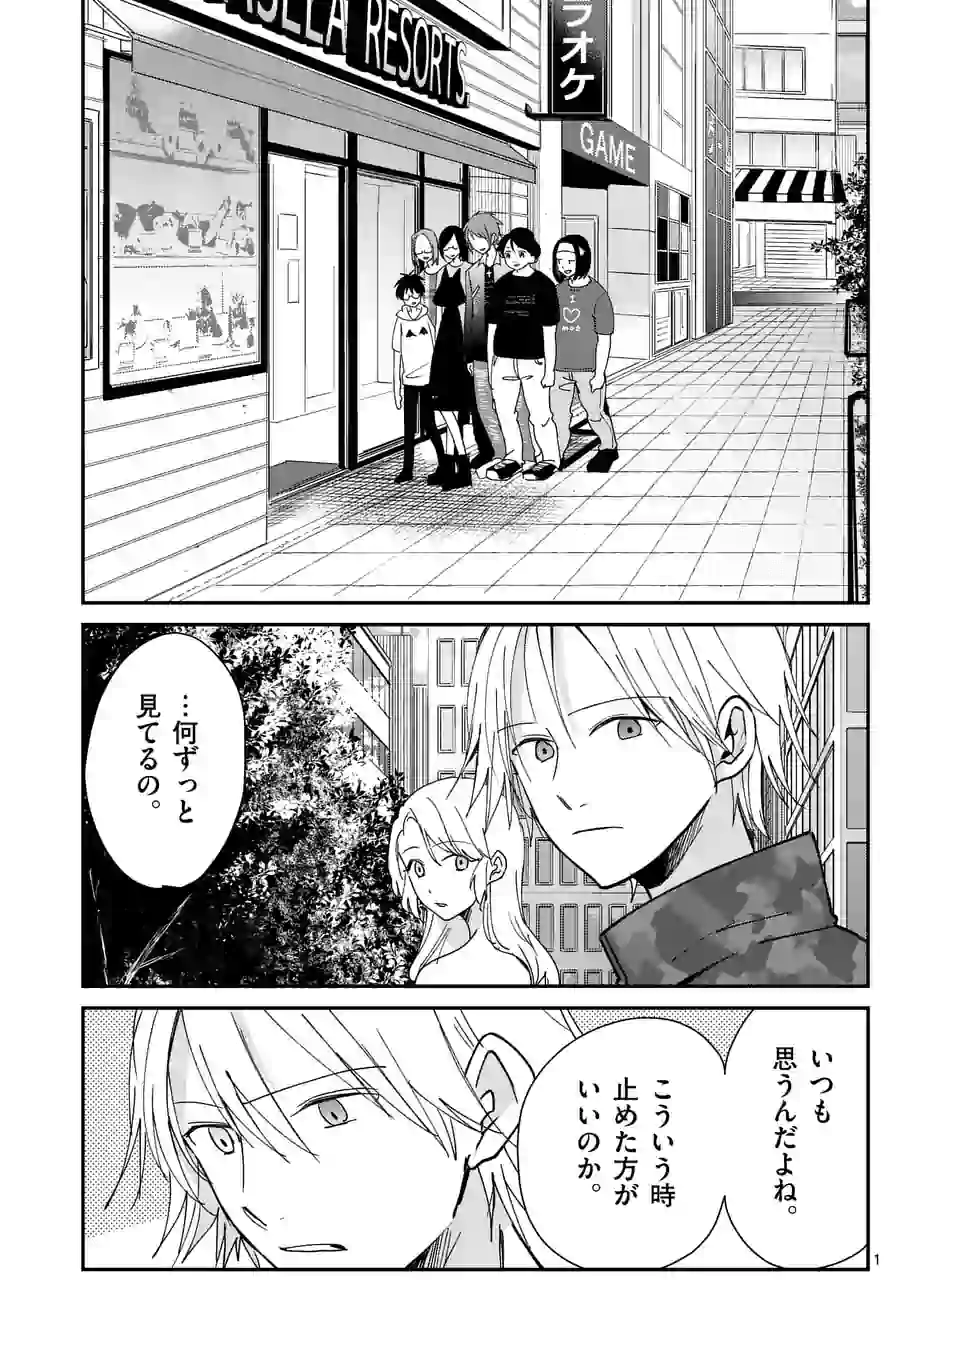 RESORTS.
ラオケ
GAME
I
♡
moe
…何ずっと
見てるの。
いつも
思うんだよね。
こういう時
止めた方が
いいのか。
1